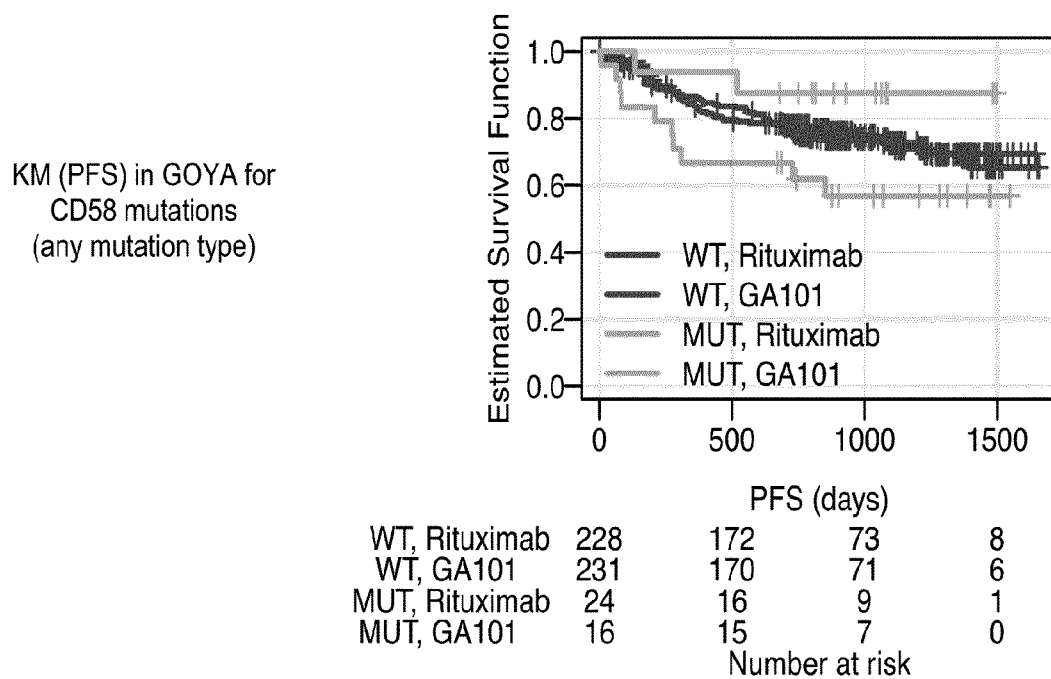 KM (PFS) in GOYA for
CD58 mutations
(any mutation type)
Estimated Survival Function
1.0
0.8
0.6
0.4
0.2
0.0
WT, Rituximab
WT, GA101
MUT, Rituximab
MUT, GA101
0 500 1000 1500
PFS (days)
WT, Rituximab 228 172 73 8
WT, GA101 231 170 71 6
MUT, Rituximab 24 16 9 1
MUT, GA101 16 15 7 0
Number at risk